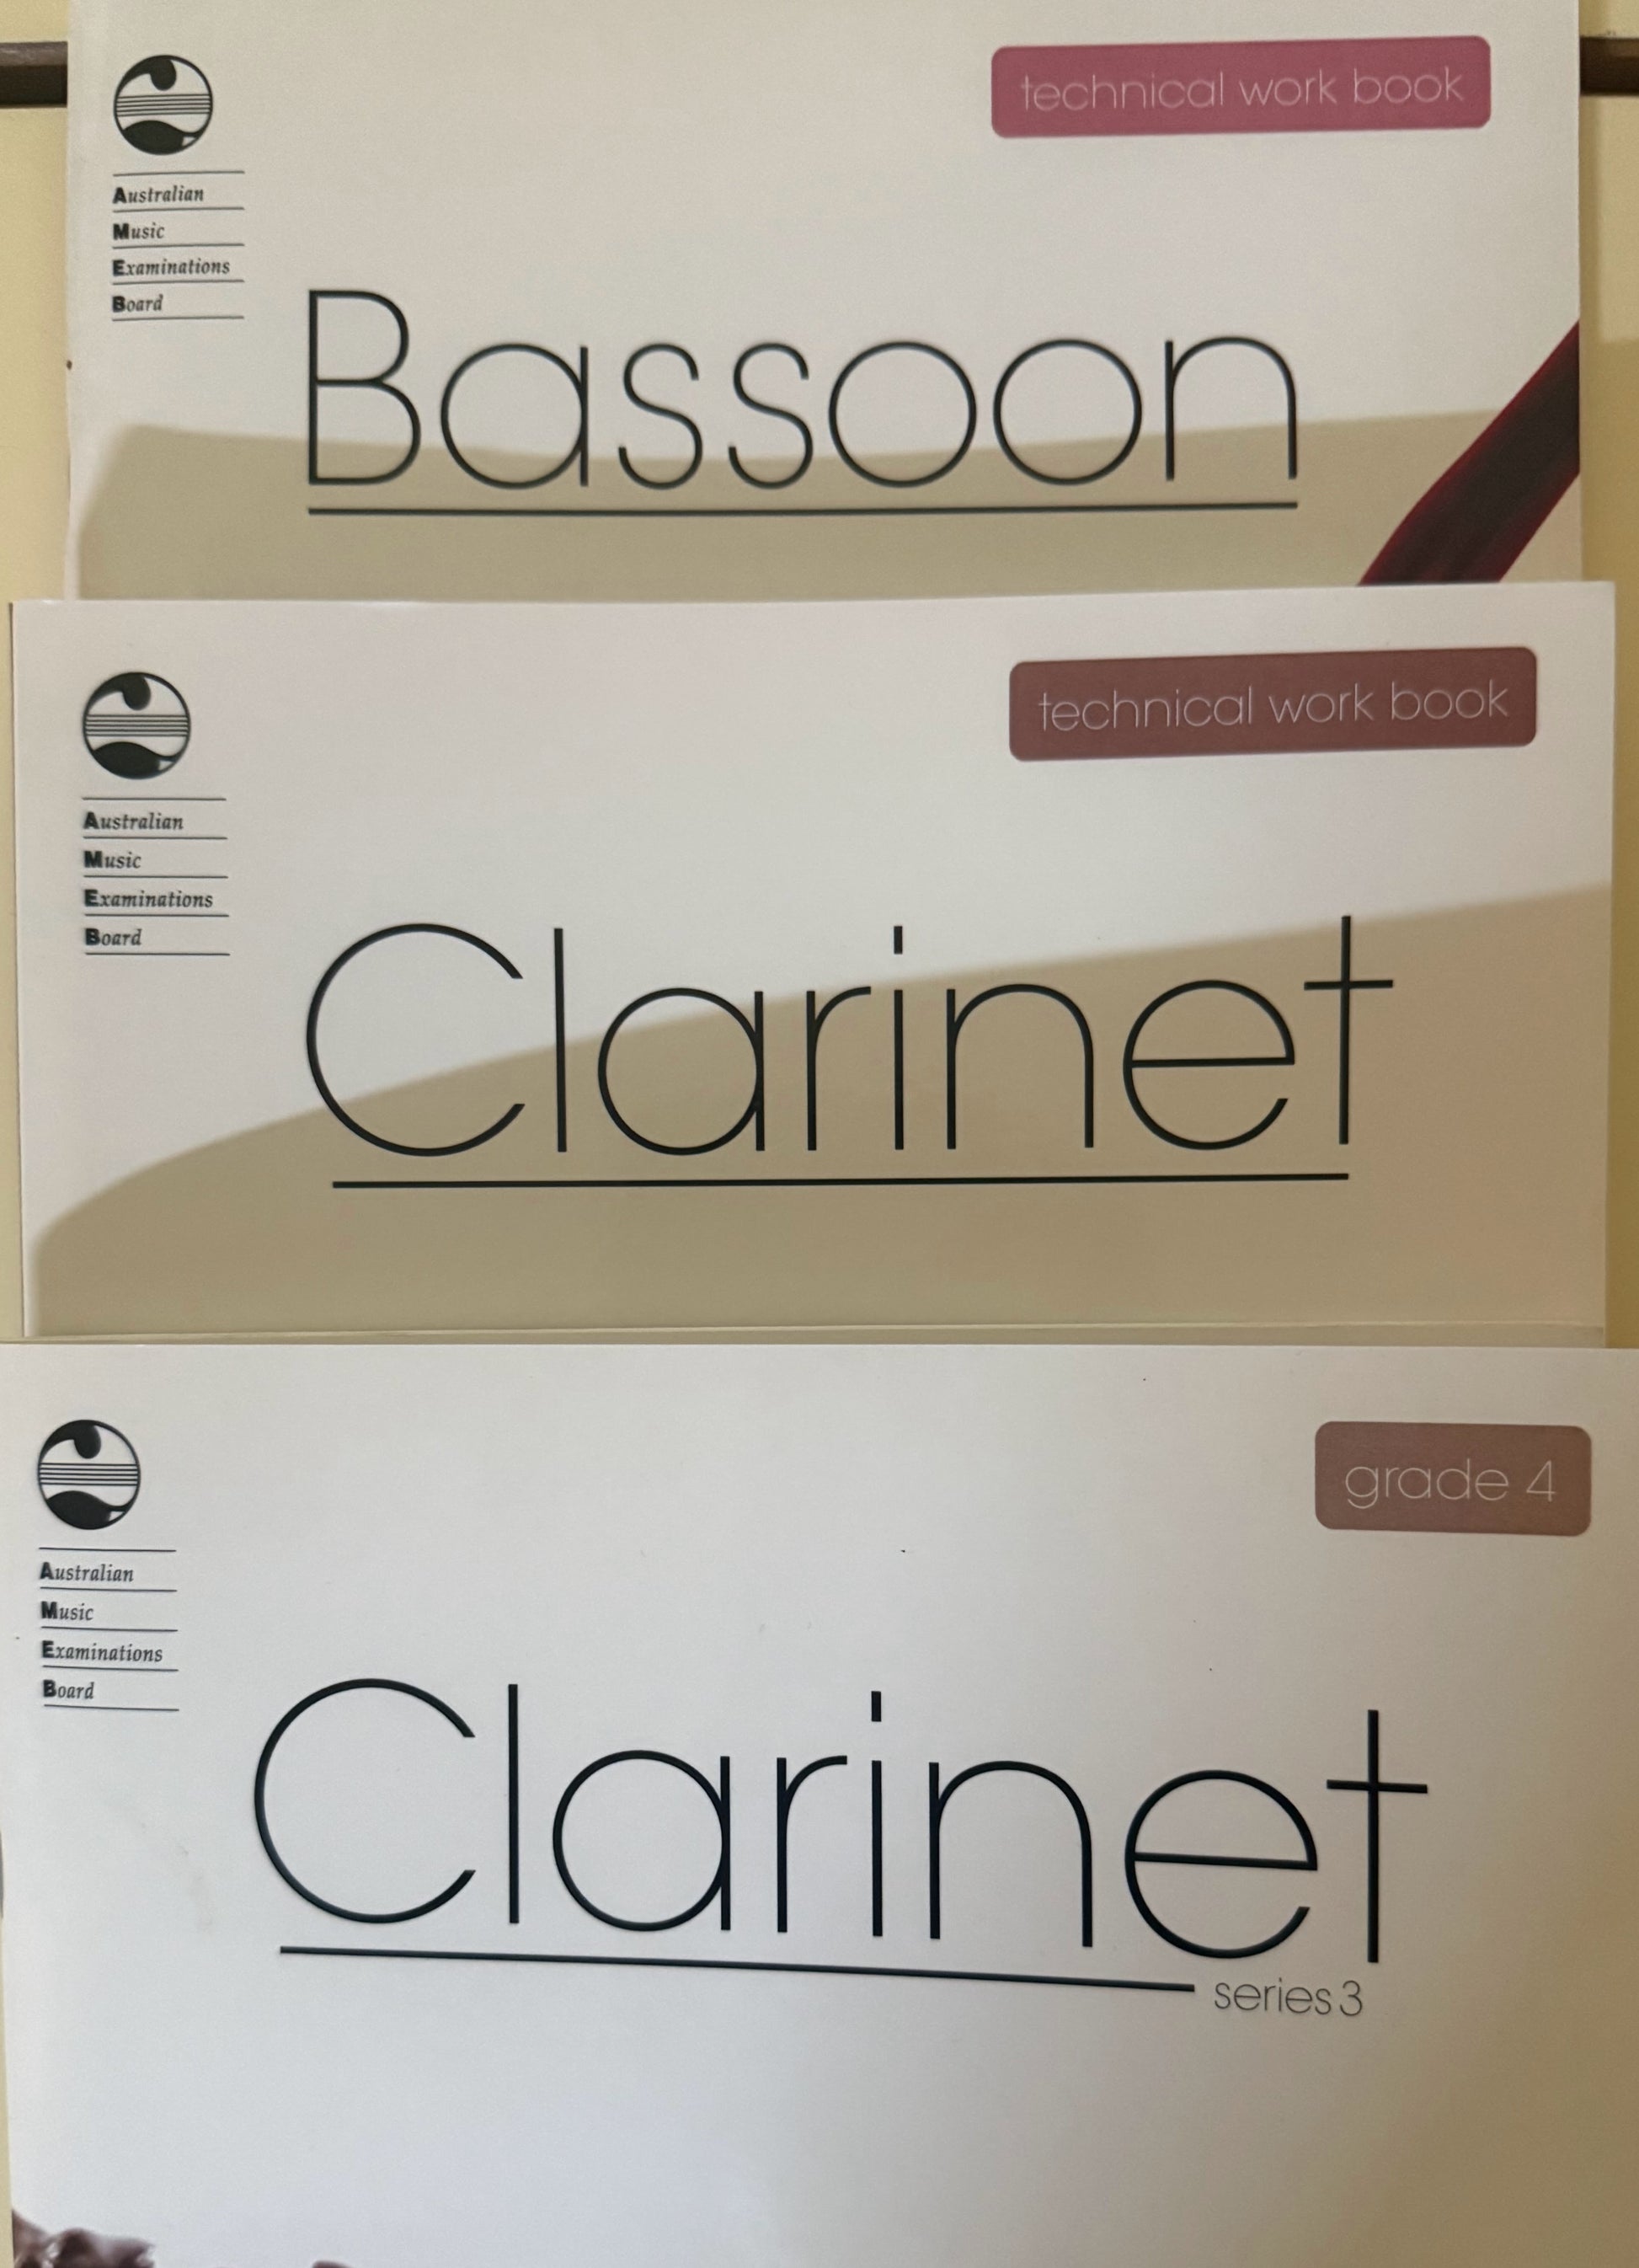 technical work book
Australian
Music
Examinations
Board
Bassoon
technical work book
Australian
Music
Examinations
Board
Clarinet
grade 4
Australian
Music
Examinations
Board
Clarinet
series 3